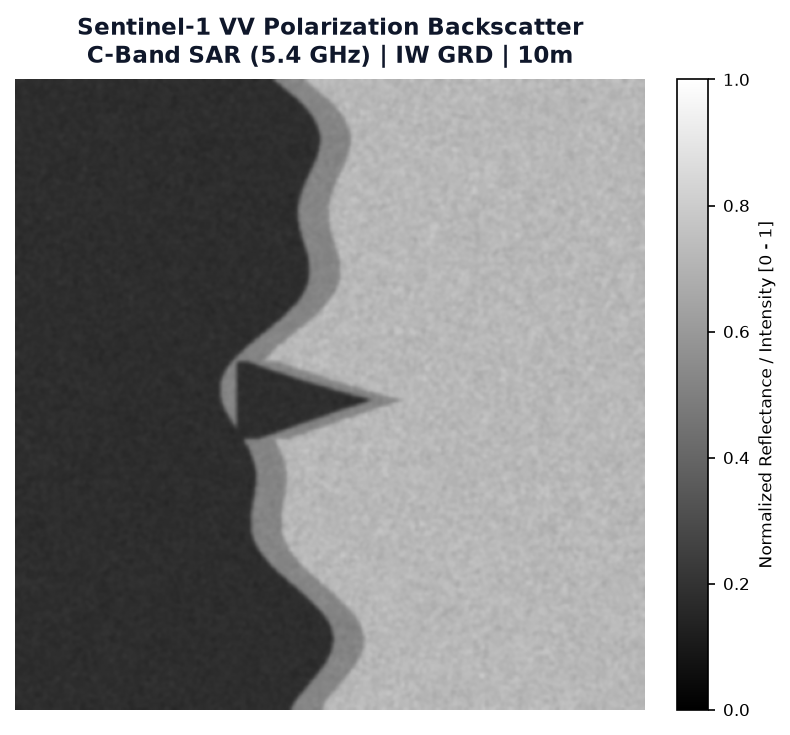 Sentinel-1 VV Polarization Backscatter
C-Band SAR (5.4 GHz) | IW GRD | 10m
1.0
0.8
0.6
0.4
0.2
0.0
Normalized Reflectance / Intensity [0 - 1]